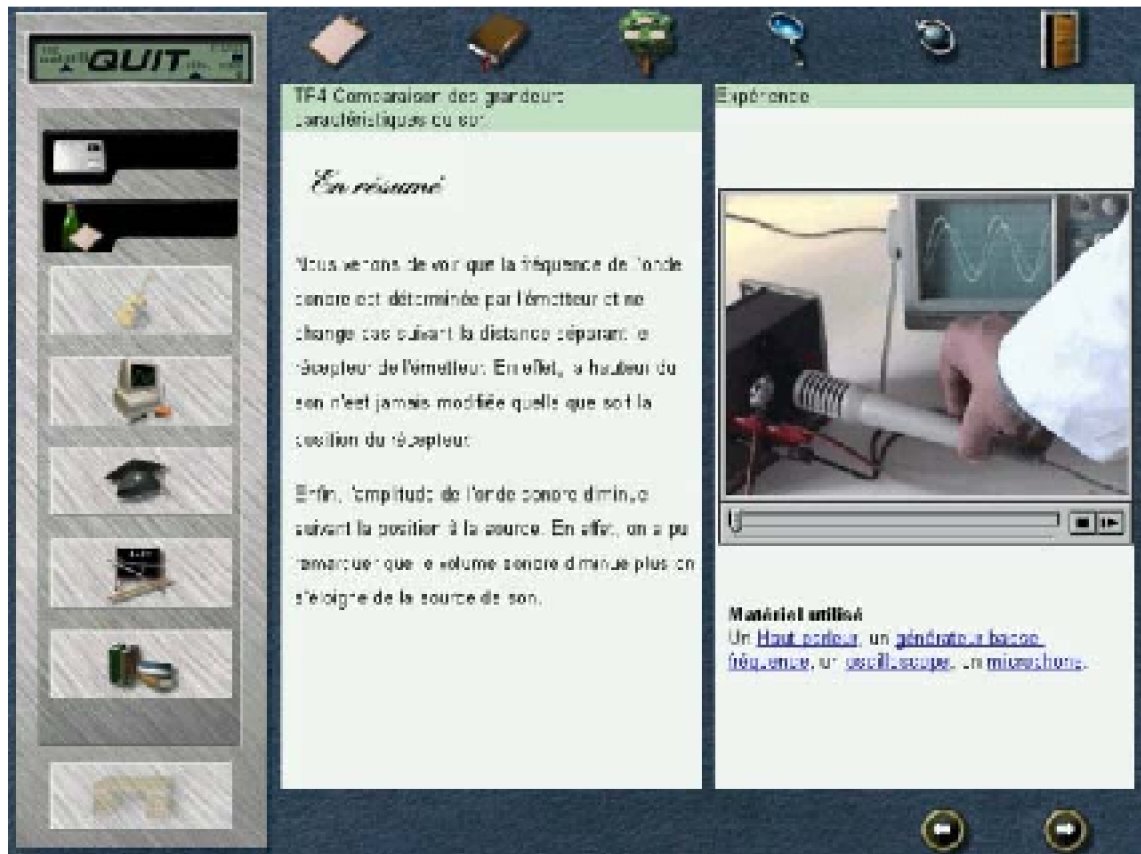 QUIT
TP4 Comparaison des grandeurs
caractéristiques du son
Expérience
En résumé
Nous venons de voir que la fréquence de l'onde
sonore est déterminée par l'émetteur et ne
change pas suivant la distance séparant le
récepteur de l'émetteur. En effet, la hauteur du
son n'est jamais modifiée quelle que soit la
position du récepteur.
Enfin, l'amplitude de l'onde sonore diminue
suivant la position à la source. En effet, on a pu
remarquer que le volume sonore diminue plus on
s'éloigne de la source de son.
Matériel utilisé
Un Haut parleur, un générateur basse
fréquence, un oscilloscope, un microphone.